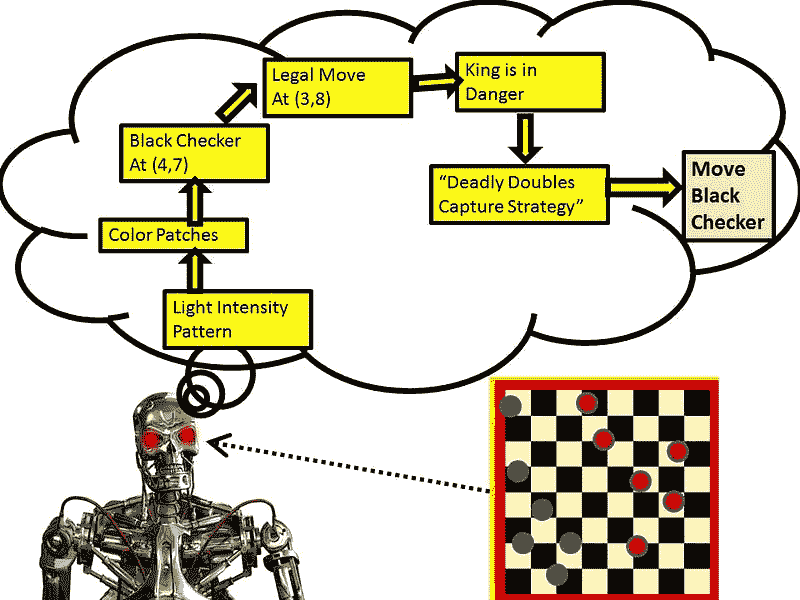 Legal Move
At (3,8)
King is in
Danger
Black Checker
At (4,7)
"Deadly Doubles
Capture Strategy"
Move
Black
Checker
Color Patches
Light Intensity
Pattern